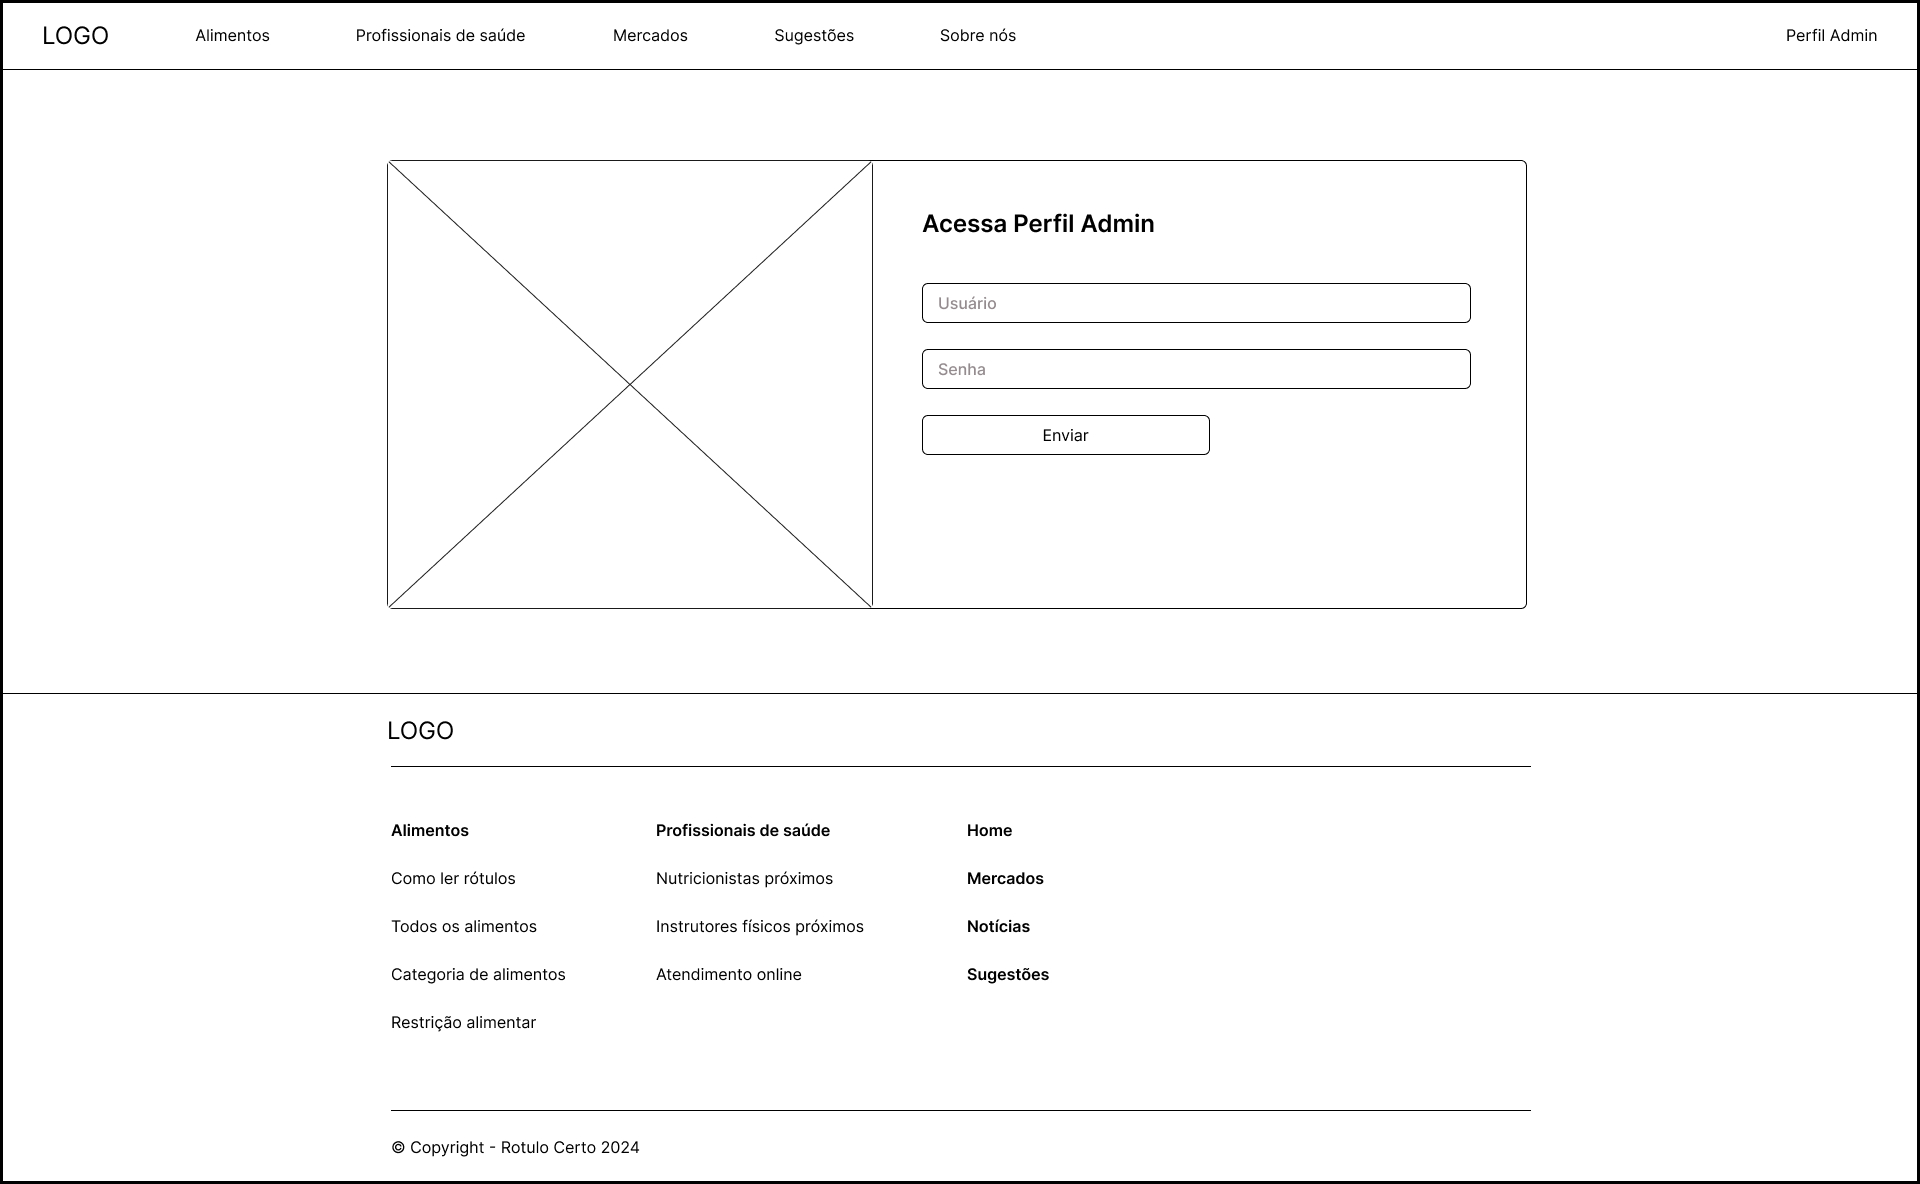 LOGO Alimentos Profissionais de saúde Mercados Sugestões Sobre nós Perfil Admin
Acessa Perfil Admin
Usuário
Senha
Enviar
LOGO
Alimentos
Como ler rótulos
Todos os alimentos
Categoria de alimentos
Restrição alimentar
Profissionais de saúde
Nutricionistas próximos
Instrutores físicos próximos
Atendimento online
Home
Mercados
Notícias
Sugestões
© Copyright - Rotulo Certo 2024